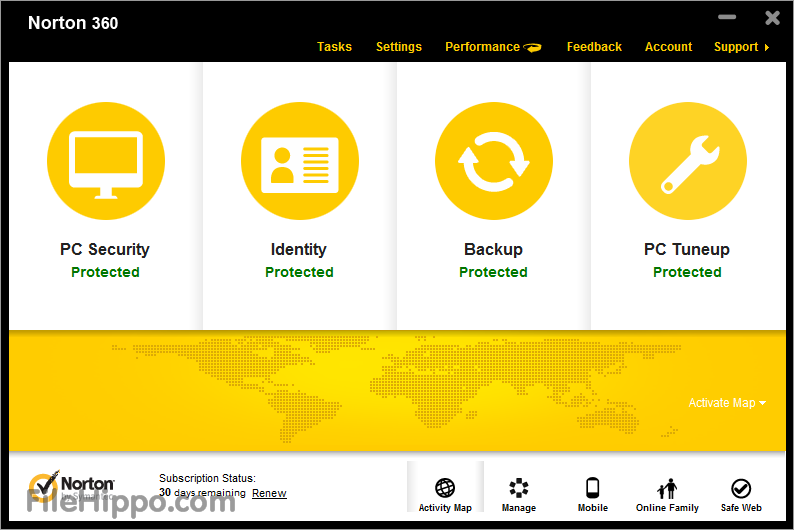 Norton 360
Tasks Settings Performance Feedback Account Support
PC Security Identity Backup PC Tuneup
Protected Protected Protected Protected
Activate Map
Norton
by Symantec
Subscription Status:
30 days remaining Renew
Activity Map Manage Mobile Online Family Safe Web
FileHippo.com